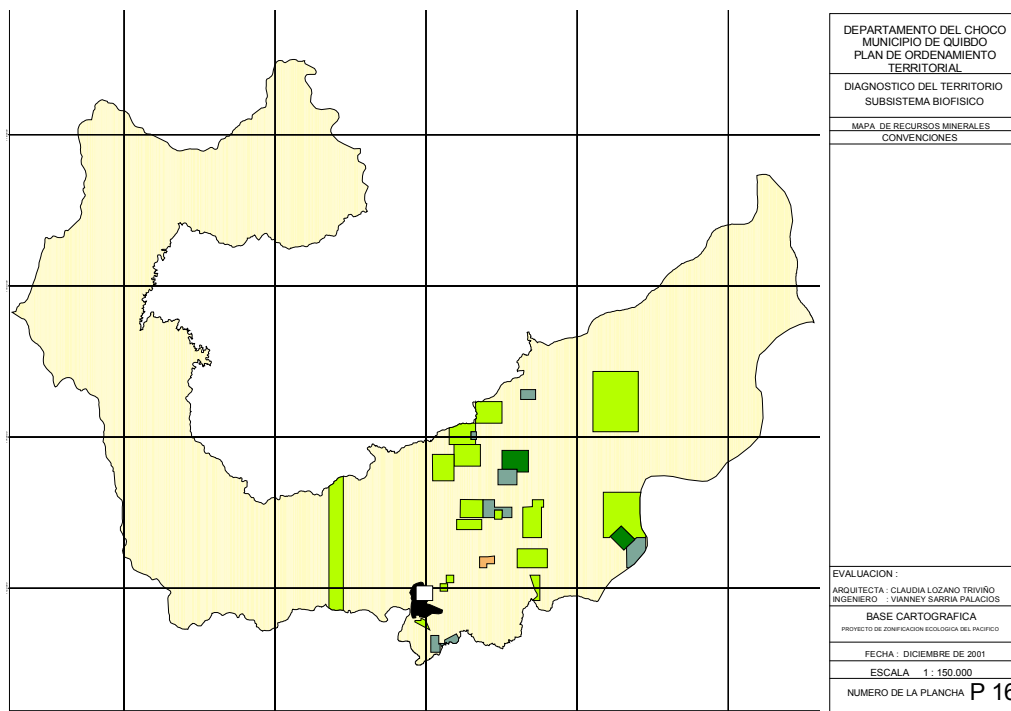 DEPARTAMENTO DEL CHOCO
MUNICIPIO DE QUIBDO
PLAN DE ORDENAMIENTO
TERRITORIAL
DIAGNOSTICO DEL TERRITORIO
SUBSISTEMA BIOFISICO
MAPA DE RECURSOS MINERALES
CONVENCIONES
EVALUACION :
ARQUITECTA : CLAUDIA LOZANO TRIVIÑO
INGENIERO : VIANNEY SARRIA PALACIOS
BASE CARTOGRAFICA
PROYECTO DE ZONIFICACION ECOLOGICA DEL PACIFICO
FECHA : DICIEMBRE DE 2001
ESCALA 1 : 150.000
NUMERO DE LA PLANCHA P 16